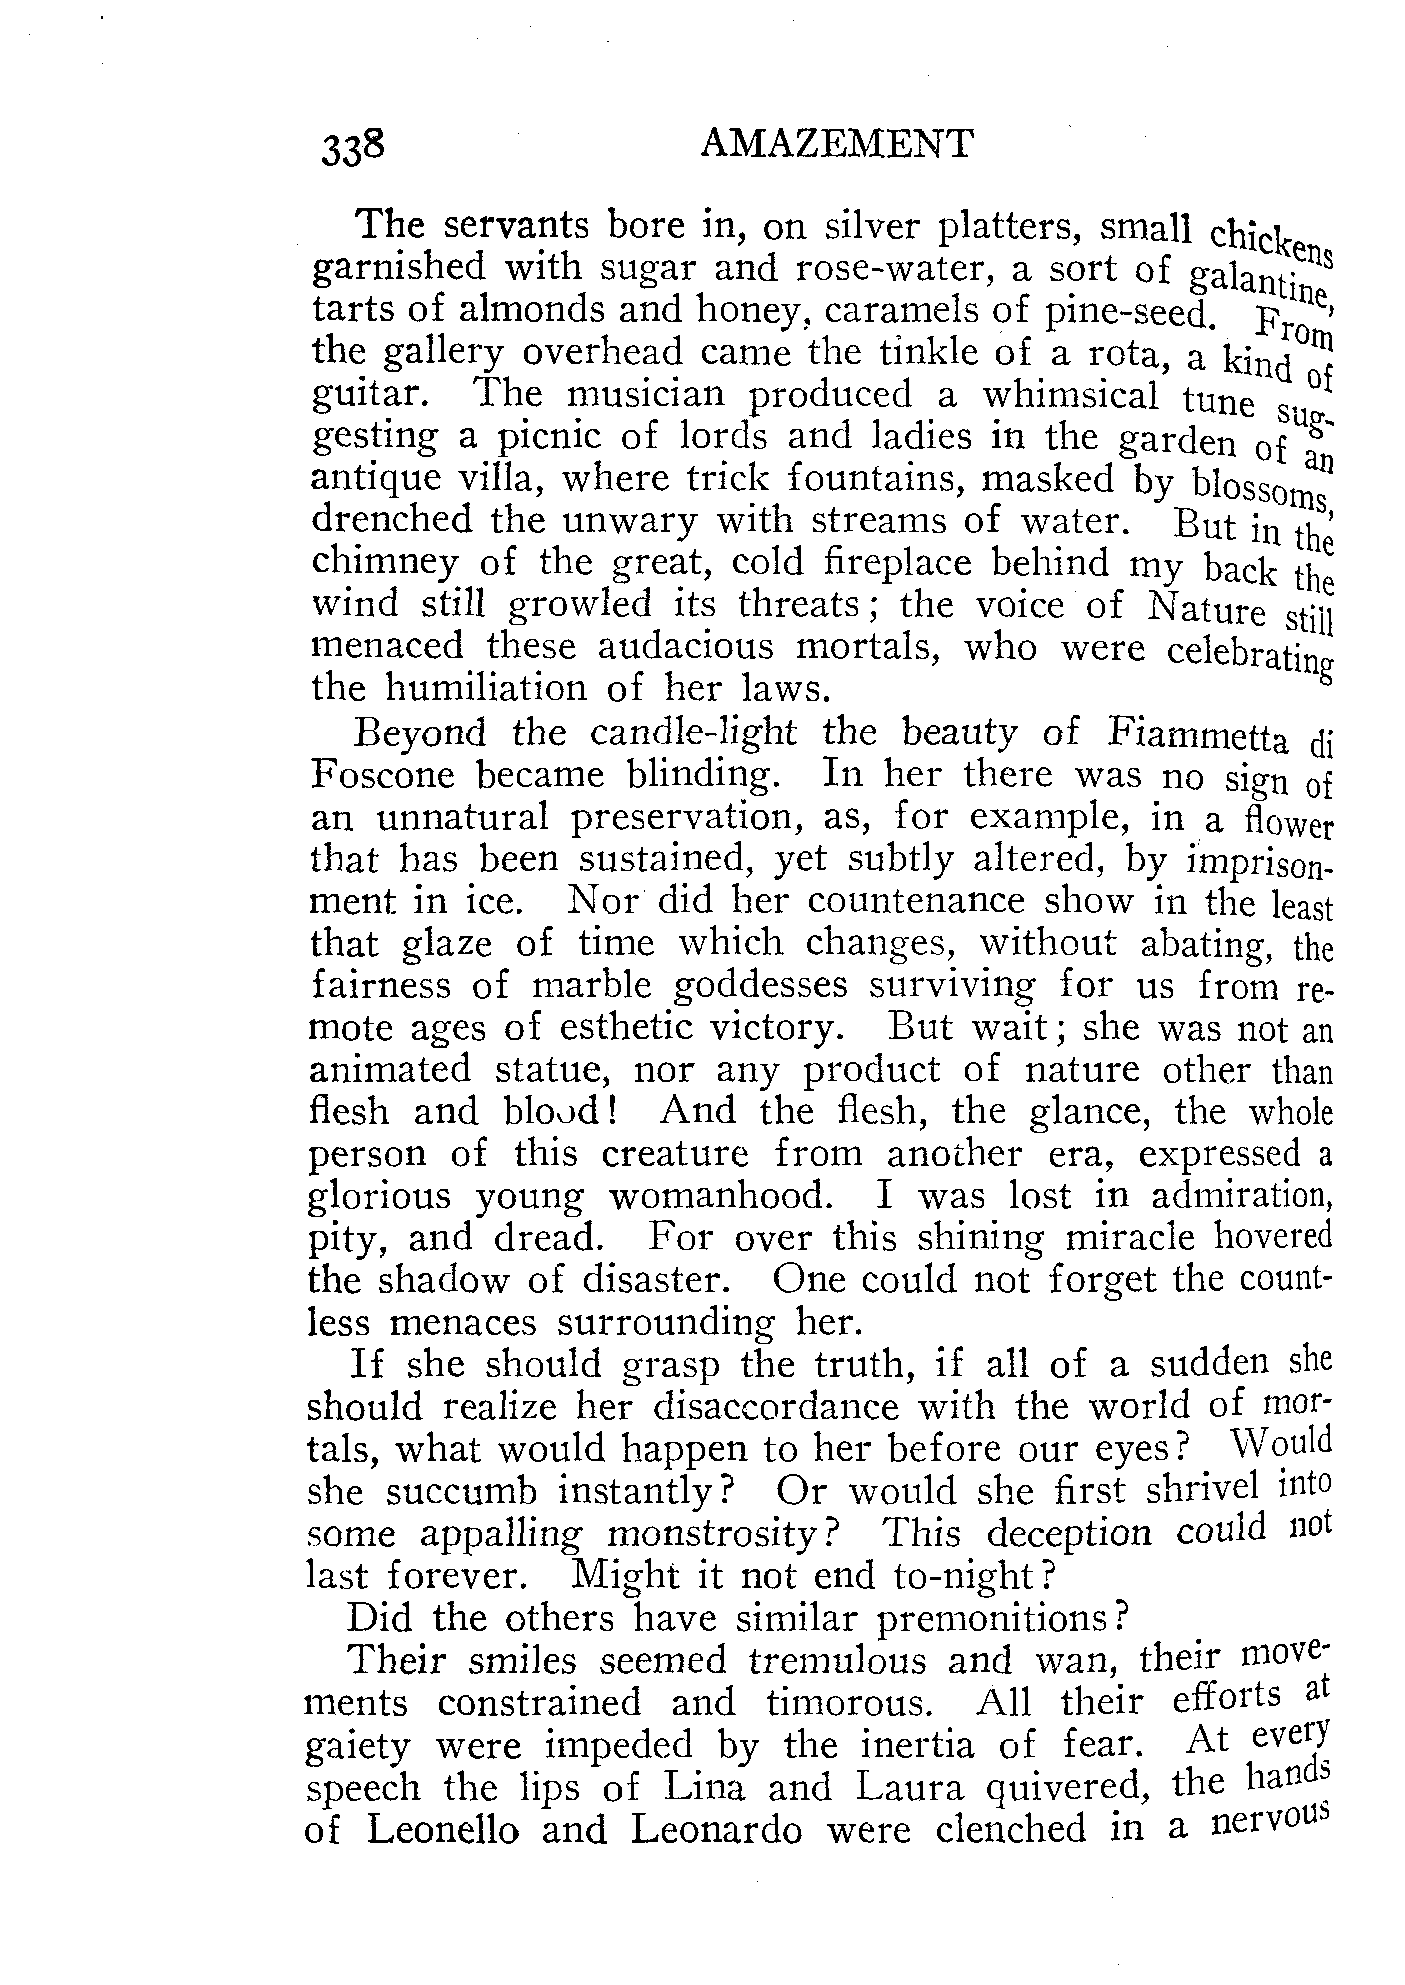 338 AMAZEMENT
The servants bore in, on silver platters, small chickens
garnished with sugar and rose-water, a sort of galantine,
tarts of almonds and honey, caramels of pine-seed. From
the gallery overhead came the tinkle of a rota, a kind of
guitar. The musician produced a whimsical tune sug-
gesting a picnic of lords and ladies in the garden of an
antique villa, where trick fountains, masked by blossoms,
drenched the unwary with streams of water. But in the
chimney of the great, cold fireplace behind my back the
wind still growled its threats; the voice of Nature still
menaced these audacious mortals, who were celebrating
the humiliation of her laws.
Beyond the candle-light the beauty of Fiammetta di
Foscone became blinding. In her there was no sign of
an unnatural preservation, as, for example, in a flower
that has been sustained, yet subtly altered, by imprison-
ment in ice. Nor did her countenance show in the least
that glaze of time which changes, without abating, the
fairness of marble goddesses surviving for us from re-
mote ages of esthetic victory. But wait; she was not an
animated statue, nor any product of nature other than
flesh and blood! And the flesh, the glance, the whole
person of this creature from another era, expressed a
glorious young womanhood. I was lost in admiration,
pity, and dread. For over this shining miracle hovered
the shadow of disaster. One could not forget the count-
less menaces surrounding her.
If she should grasp the truth, if all of a sudden she
should realize her disaccordance with the world of mor-
tals, what would happen to her before our eyes? Would
she succumb instantly? Or would she first shrivel into
some appalling monstrosity? This deception could not
last forever. Might it not end to-night?
Did the others have similar premonitions?
Their smiles seemed tremulous and wan, their move-
ments constrained and timorous. All their efforts at
gaiety were impeded by the inertia of fear. At every
speech the lips of Lina and Laura quivered, the hands
of Leonello and Leonardo were clenched in a nervous